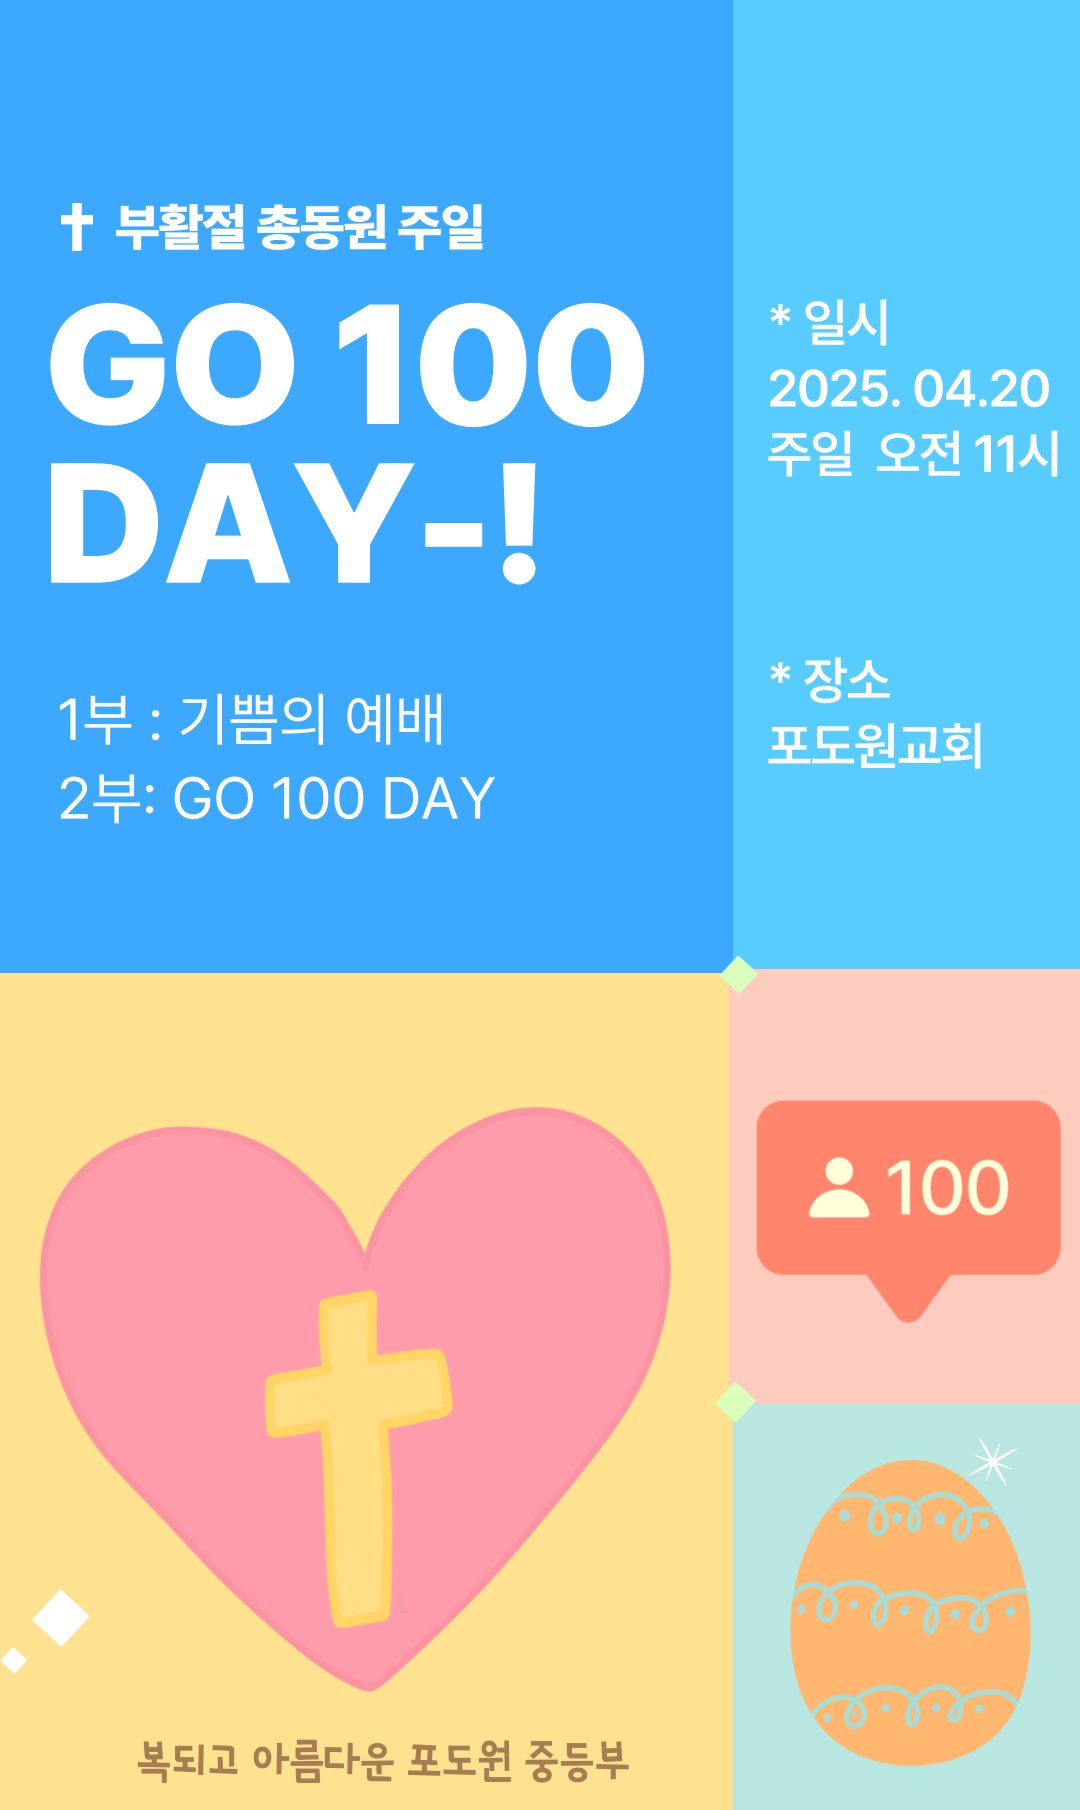 부활절 총동원 주일
GO 100
DAY-!
1부 : 기쁨의 예배
2부: GO 100 DAY
* 일시
2025. 04.20
주일 오전 11시
* 장소
포도원교회
100
복되고 아름다운 포도원 중등부